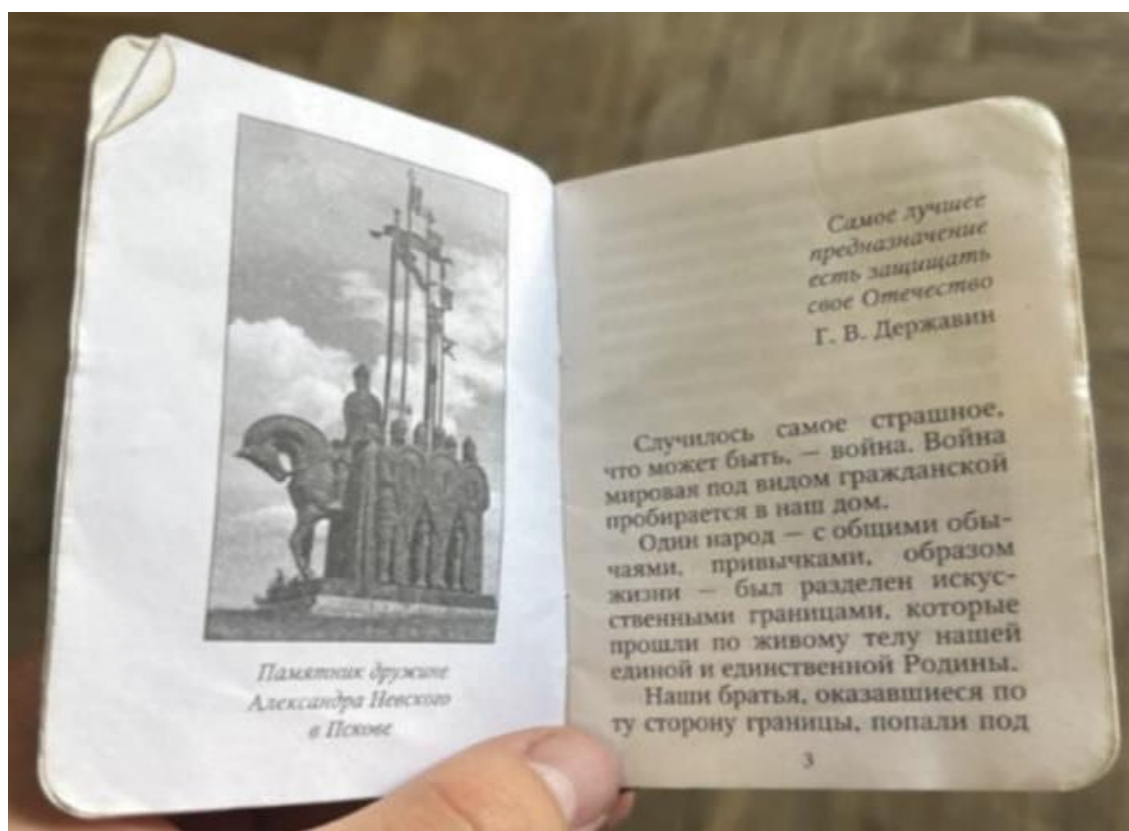 Памятник дружине
Александра Невского
в Пскове
Самое лучшее
предназначение
есть защищать
свое Отечество
Г. В. Державин
Случилось самое страшное,
что может быть, — война. Война
мировая под видом гражданской
пробирается в наш дом.
Один народ — с общими обы-
чаями, привычками, образом
жизни — был разделен искус-
ственными границами, которые
прошли по живому телу нашей
единой и единственной Родины.
Наши братья, оказавшиеся по
ту сторону границы, попали под
3